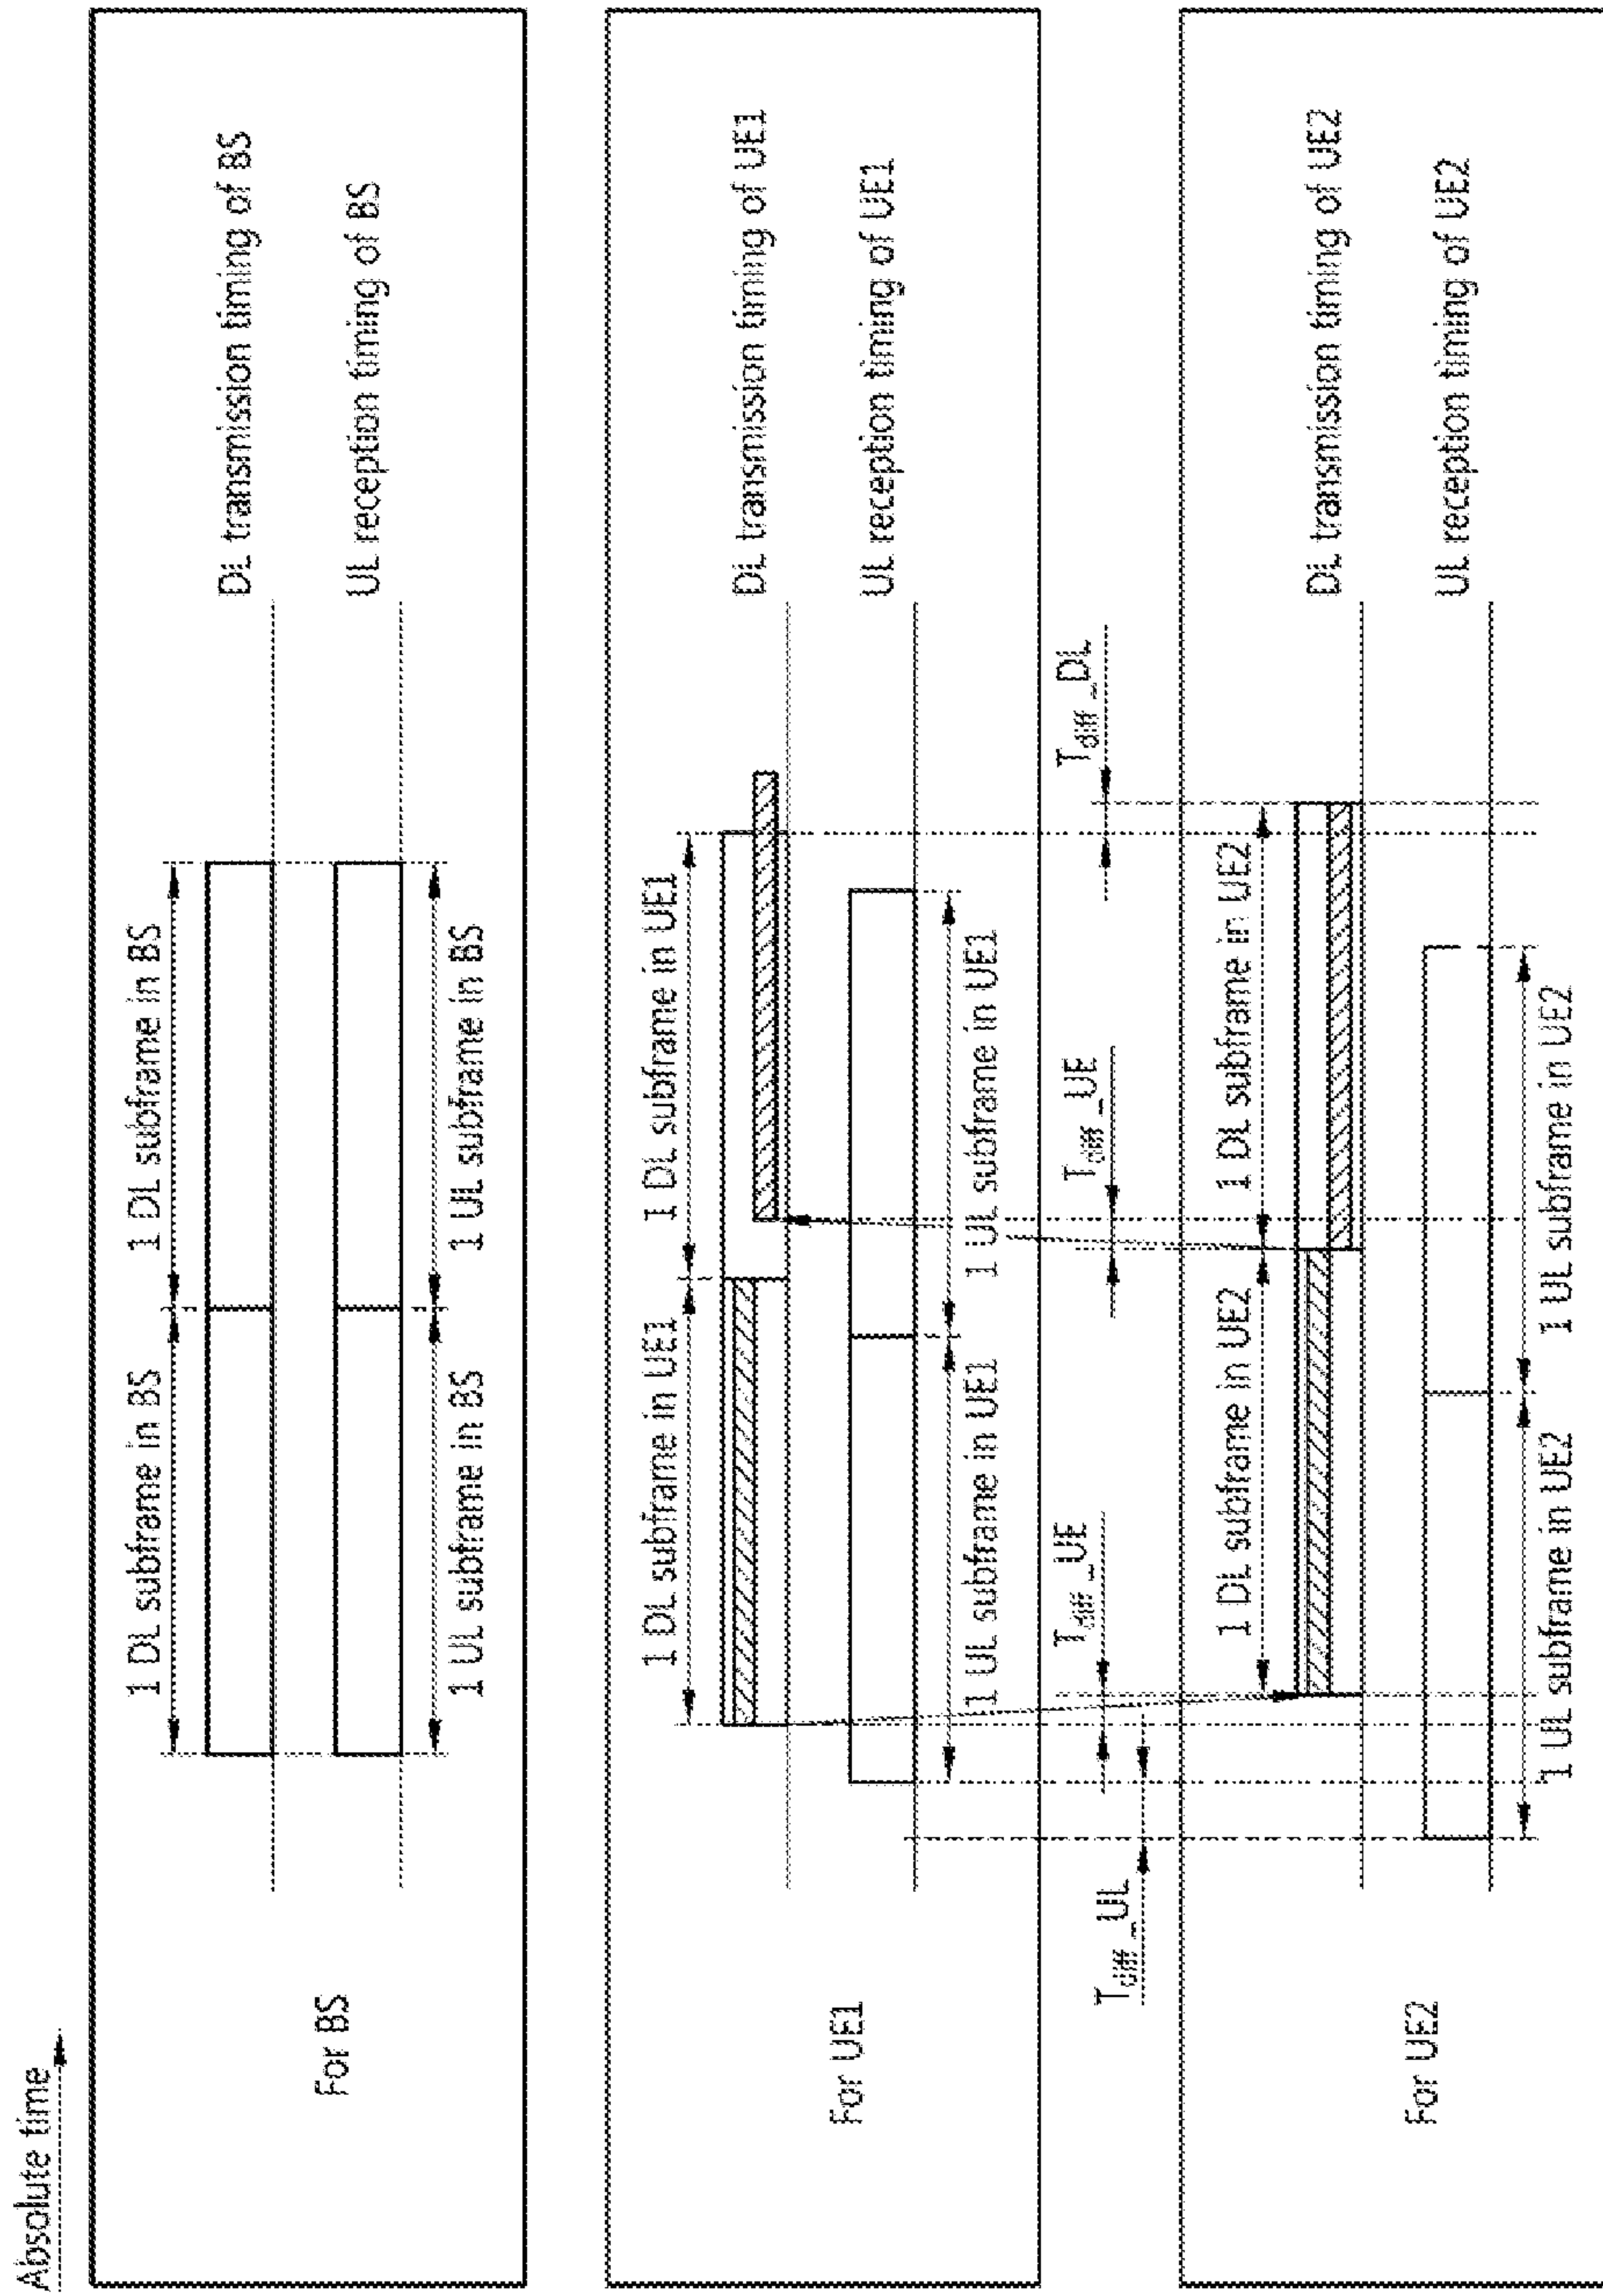 Absolute time
1 DL subframe in BS
1 DL subframe in BS
DL transmission timing of BS
For BS
UL reception timing of BS
1 UL subframe in BS
1 UL subframe in BS
1 DL subframe in UE1
1 DL subframe in UE1
DL transmission timing of UE1
For UE1
UL reception timing of UE1
1 UL subframe in UE1
1 UL subframe in UE1
Tdiff_UL
Tdiff_UE
Tdiff_UE
Tdiff_DL
1 DL subframe in UE2
1 DL subframe in UE2
DL transmission timing of UE2
For UE2
UL reception timing of UE2
1 UL subframe in UE2
1 UL subframe in UE2